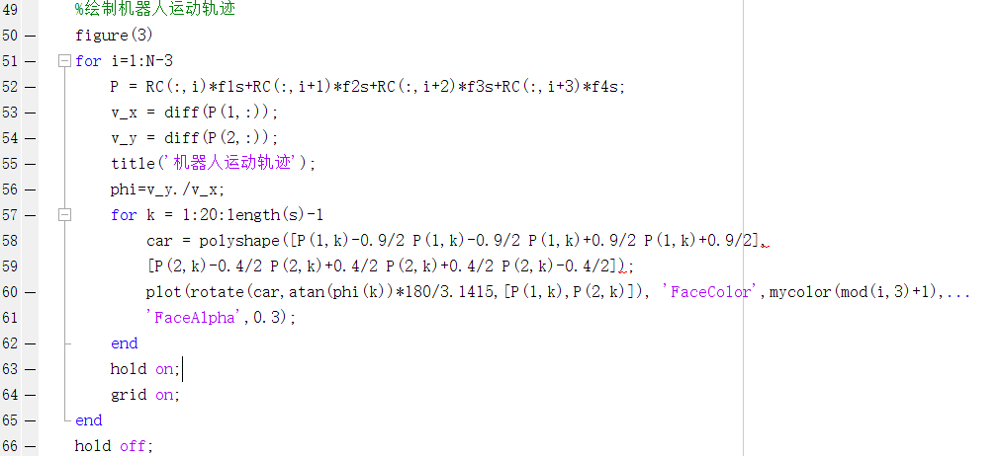 49 %绘制机器人运动轨迹
50 — figure(3)
51 — for i=1:N-3
52 — P = RC(:,i)*f1s+RC(:,i+1)*f2s+RC(:,i+2)*f3s+RC(:,i+3)*f4s;
53 — v_x = diff(P(1,:));
54 — v_y = diff(P(2,:));
55 — title('机器人运动轨迹');
56 — phi=v_y./v_x;
57 — for k = 1:20:length(s)-1
58 car = polyshape([P(1,k)-0.9/2 P(1,k)-0.9/2 P(1,k)+0.9/2 P(1,k)+0.9/2],
59 [P(2,k)-0.4/2 P(2,k)+0.4/2 P(2,k)+0.4/2 P(2,k)-0.4/2]);
60 — plot(rotate(car,atan(phi(k))*180/3.1415,[P(1,k),P(2,k)]), 'FaceColor',mycolor(mod(i,3)+1),...
61 'FaceAlpha',0.3);
62 — end
63 — hold on;
64 — grid on;
65 — end
66 — hold off;